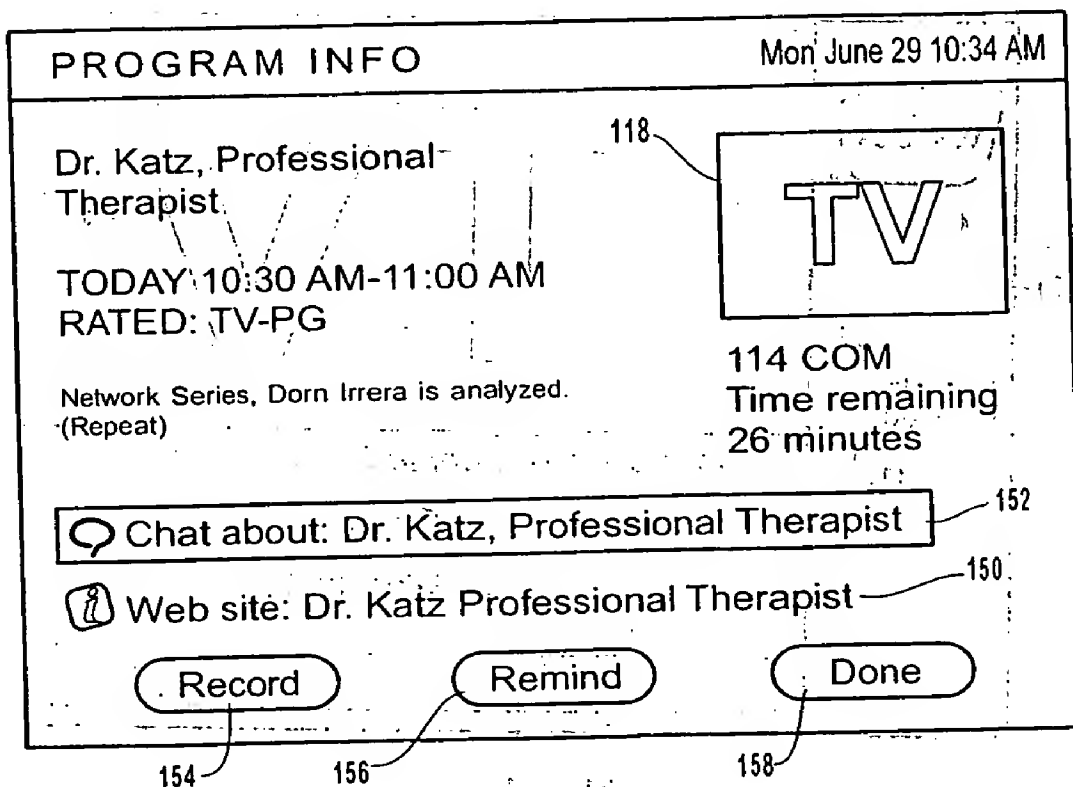 PROGRAM INFO
Mon June 29 10:34 AM
Dr. Katz, Professional
Therapist
118
TV
TODAY 10:30 AM-11:00 AM
RATED: TV-PG
114 COM
Time remaining
26 minutes
Network Series, Dorn Irrera is analyzed.
(Repeat)
Chat about: Dr. Katz, Professional Therapist
152
i Web site: Dr. Katz Professional Therapist
150
Record
Remind
Done
154
156
158